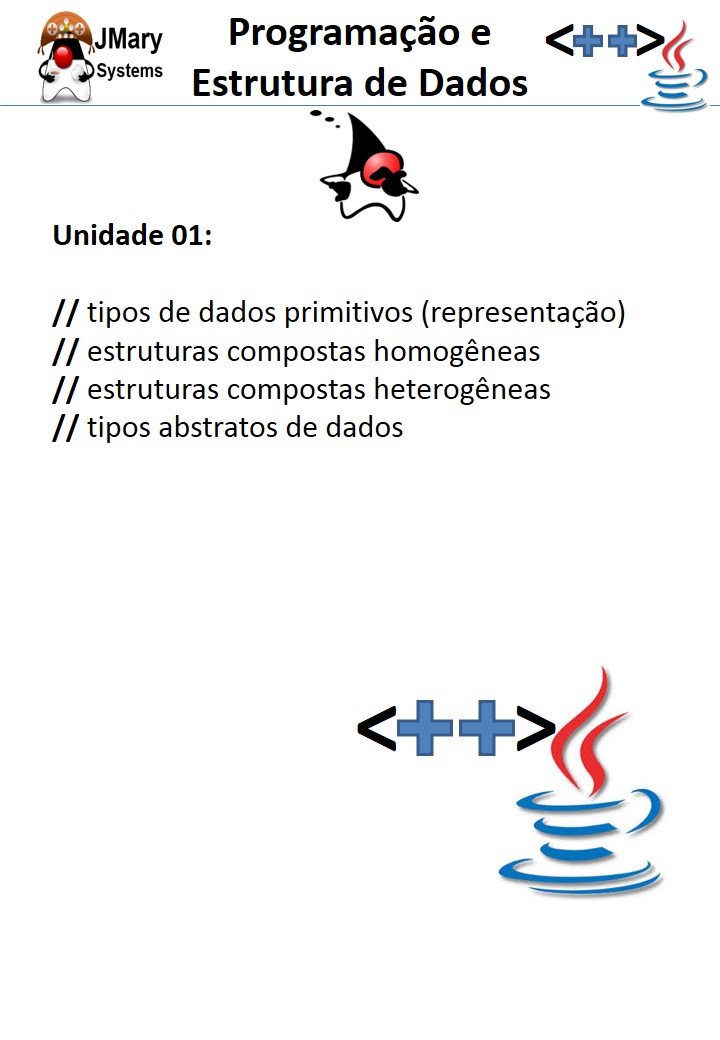 JMary
Systems
Programação e
Estrutura de Dados
<++>
Unidade 01:
// tipos de dados primitivos (representação)
// estruturas compostas homogêneas
// estruturas compostas heterogêneas
// tipos abstratos de dados
<++>